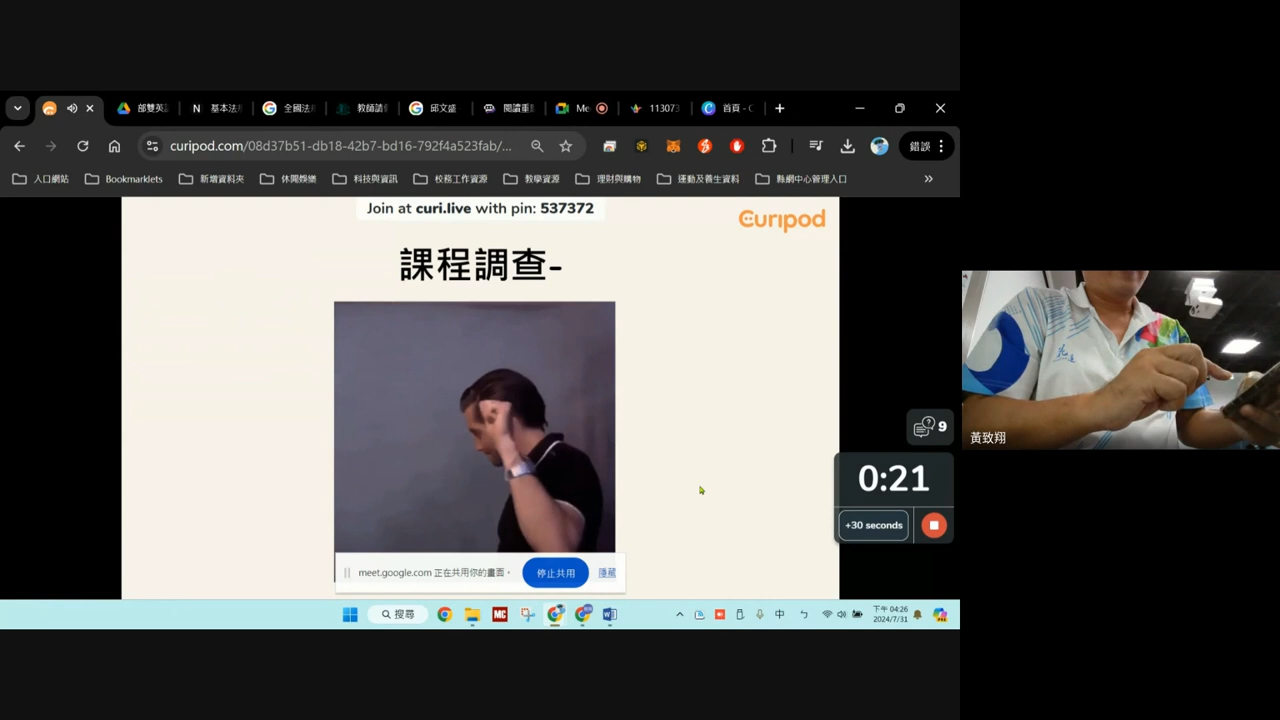 部雙英
基本法
全國法
教師請
邱文盛
閱讀重
Me
11307
首頁 - C
curipod.com/08d37b51-db18-42b7-bd16-792f4a523fab/...
錯誤
入口網站
Bookmarklets
新增資料夾
休閒娛樂
科技與資訊
校務工作資源
教學資源
理財與購物
運動及養生資料
縣網中心管理入口
Join at curi.live with pin: 537372
Curipod
課程調查-
9
0:21
+30 seconds
黃致翔
meet.google.com 正在共用你的畫面。
停止共用
隱藏
搜尋
MC
中
下午 04:26
2024/7/31